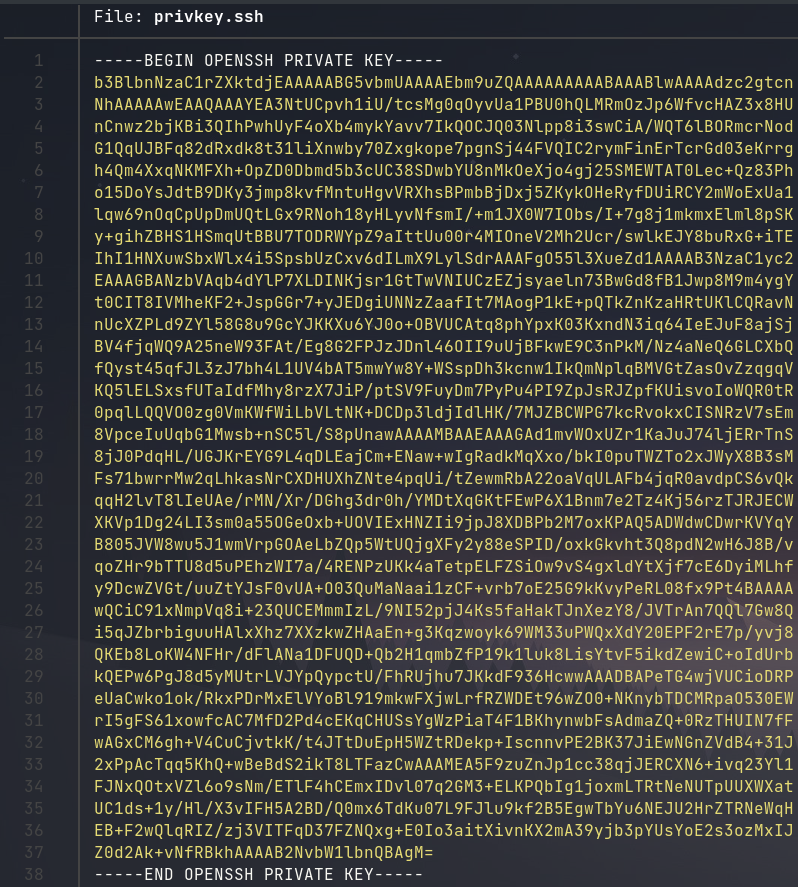 File: privkey.ssh
1 -----BEGIN OPENSSH PRIVATE KEY-----
2 b3BlbnNzaC1rZXktdjEAAAAABG5vbmUAAAAEbm9uZQAAAAAAAAABAAABlwAAAAdzc2gtcn
3 NhAAAAAwEAAQAAAYEA3NtUCpvh1iU/tcsMg0qOyvUa1PBU0hQLMRmOzJp6WfvcHAZ3x8HU
4 nCnwz2bjKBi3QIhPwhUyF4oXb4mykYavv7IkQOCJQ03Nlpp8i3swCiA/WQT6lBORmcrNod
5 G1QqUJBFq82dRxdk8t31liXnwby70Zxgkope7pgnSj44FVQIC2rymFinErTcrGd03eKrrg
6 h4Qm4XxqNKMFXh+OpZD0Dbmd5b3cUC38SDwbYU8nMkOeXjo4gj25SMEWTAT0Lec+Qz83Ph
7 o15DoYsJdtB9DKy3jmp8kvfMntuHgvVRXhsBPmbBjDxj5ZKykOHeRyfDUiRCY2mWoExUa1
8 lqw69nOqCpUpDmUQtLGx9RNoh18yHLyvNfsmI/+m1JX0W7IObs/I+7g8j1mkmxElml8pSK
9 y+gihZBHS1HSmqUtBBU7TODRWYpZ9aIttUu00r4MIOneV2Mh2Ucr/swlkEJY8buRxG+iTE
10 IhI1HNXuwSbxWlx4i5SpsbUzCxv6dILmX9LylSdrAAAFgO55l3XueZd1AAAAB3NzaC1yc2
11 EAAAGBANzbVAqb4dYlP7XLDINKjsr1GtTwVNIUCzEZjsyaeln73BwGd8fB1Jwp8M9m4ygY
12 t0CIT8IVMheKF2+JspGGr7+yJEDgiUNNzZaafIt7MAogP1kE+pQTkZnKzaHRtUKlCQRavN
13 nUcXZPLd9ZYl58G8u9GcYJKKXu6YJ0o+OBVUCAtq8phYpxK03KxndN3iq64IeEJuF8ajSj
14 BV4fjqWQ9A25neW93FAt/Eg8G2FPJzJDnl46OII9uUjBFkwE9C3nPkM/Nz4aNeQ6GLCXbQ
15 fQyst45qfJL3zJ7bh4L1UV4bAT5mwYw8Y+WSspDh3kcnw1IkQmNplqBMVGtZasOvZzqgqV
16 KQ5lELSxsfUTaIdfMhy8rzX7JiP/ptSV9FuyDm7PyPu4PI9ZpJsRJZpfKUisvoIoWQR0tR
17 0pqlLQQVO0zg0VmKWfWiLbVLtNK+DCDp3ldjIdlHK/7MJZBCWPG7kcRvokxCISNRzV7sEm
18 8VpceIuUqbG1Mwsb+nSC5l/S8pUnawAAAAMBAAEAAAGAd1mvWOxUZr1KaJuJ74ljERrTnS
19 8jJ0PdqHL/UGJKrEYG9L4qDLEajCm+ENaw+wIgRadkMqXxo/bkI0puTWZTo2xJWyX8B3sM
20 Fs71bwrrMw2qLhkasNrCXDHUXhZNte4pqUi/tZewmRbA22oaVqULAFb4jqR0avdpCS6vQk
21 qqH2lvT8lIeUAe/rMN/Xr/DGhg3dr0h/YMDtXqGKtFEwP6X1Bnm7e2Tz4Kj56rzTJRJECW
22 XKVp1Dg24LI3sm0a55OGeOxb+UOVIExHNZIi9jpJ8XDBPb2M7oxKPAQ5ADWdwCDwrKVYqY
23 B805JVW8wu5J1wmVrpGOAeLbZQp5WtUQjgXFy2y88eSPID/oxkGkvht3Q8pdN2wH6J8B/v
24 qoZHr9bTTU8d5uPEhzWI7a/4RENPzUKk4aTetpELFZSiOw9vS4gxldYtXjf7cE6DyiMLhf
25 y9DcwZVGt/uuZtYJsF0vUA+O03QuMaNaai1zCF+vrb7oE25G9kKvyPeRL08fx9Pt4BAAAA
26 wQCiC91xNmpVq8i+23QUCEMmmIzL/9NI52pjJ4Ks5faHakTJnXezY8/JVTrAn7QQl7Gw8Q
27 i5qJZbrbiguuHAlxXhz7XXzkwZHAaEn+g3Kqzwoyk69WM33uPWQxXdY20EPF2rE7p/yvj8
28 QKEb8LoKW4NFHr/dFlANa1DFUQD+Qb2H1qmbZfP19k1luk8LisYtvF5ikdZewiC+oIdUrb
29 kQEPw6PgJ8d5yMUtrLVJYpQypctU/FhRUjhu7JKkdF936HcwwAAADBAPeTG4wjVUCioDRP
30 eUaCwko1ok/RkxPDrMxElVYoBl919mkwFXjwLrfRZWDEt96wZO0+NKnybTDCMRpaO530EW
31 rI5gFS61xowfcAC7MfD2Pd4cEKqCHUSsYgWzPiaT4F1BKhynwbFsAdmaZQ+0RzTHUIN7fF
32 wAGxCM6gh+V4CuCjvtkK/t4JTtDuEpH5WZtRDekp+IscnnvPE2BK37JiEwNGnZVdB4+31J
33 2xPpAcTqq5KhQ+wBeBdS2ikT8LTFazCwAAAMEA5F9zuZnJp1cc38qjJERCXN6+ivq23Yl1
34 FJNxQOtxVZl6o9sNm/ETlF4hCEmxIDvl07q2GM3+ELKPQbIg1joxmLTRtNeNUTpUUXWXat
35 UC1ds+1y/Hl/X3vIFH5A2BD/Q0mx6TdKu07L9FJlu9kf2B5EgwTbYu6NEJU2HrZTRNeWqH
36 EB+F2wQlqRIZ/zj3VITFqD37FZNQxg+E0Io3aitXivnKX2mA39yjb3pYUsYoE2s3ozMxIJ
37 Z0d2Ak+vNfRBkhAAAAB2NvbW1lbnQBAgM=
38 -----END OPENSSH PRIVATE KEY-----